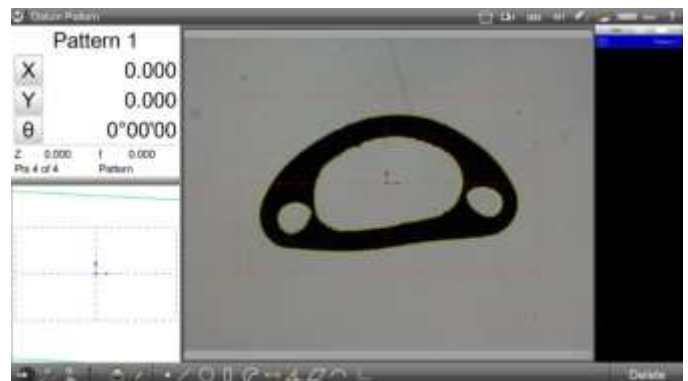 Datum Pattern
Pattern 1
X 0.000
Y 0.000
θ 0°00'00
Z 0.000 f 0.000
Pts 4 of 4 Pattern
Delete